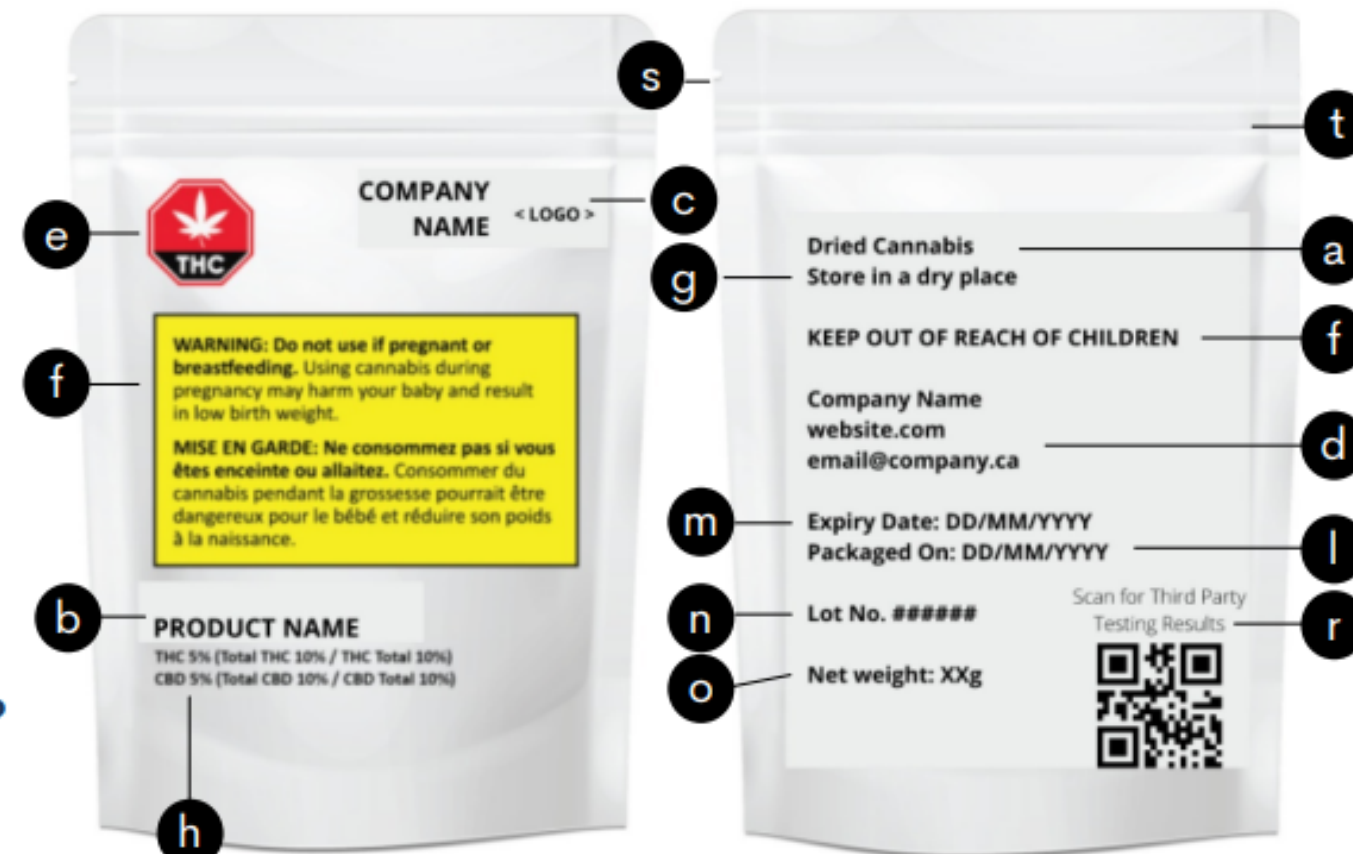 s
t
e
THC
COMPANY
NAME
< LOGO >
c
f
WARNING: Do not use if pregnant or
breastfeeding. Using cannabis during
pregnancy may harm your baby and result
in low birth weight.
MISE EN GARDE: Ne consommez pas si vous
êtes enceinte ou allaitez. Consommer du
cannabis pendant la grossesse pourrait être
dangereux pour le bébé et réduire son poids
à la naissance.
b
PRODUCT NAME
THC 5% (Total THC 10% / THC Total 10%)
CBD 5% (Total CBD 10% / CBD Total 10%)
h
Dried Cannabis
a
g
Store in a dry place
KEEP OUT OF REACH OF CHILDREN
f
Company Name
website.com
email@company.ca
d
m
Expiry Date: DD/MM/YYYY
Packaged On: DD/MM/YYYY
l
n
Lot No. ######
o
Net weight: XXg
Scan for Third Party
Testing Results
r